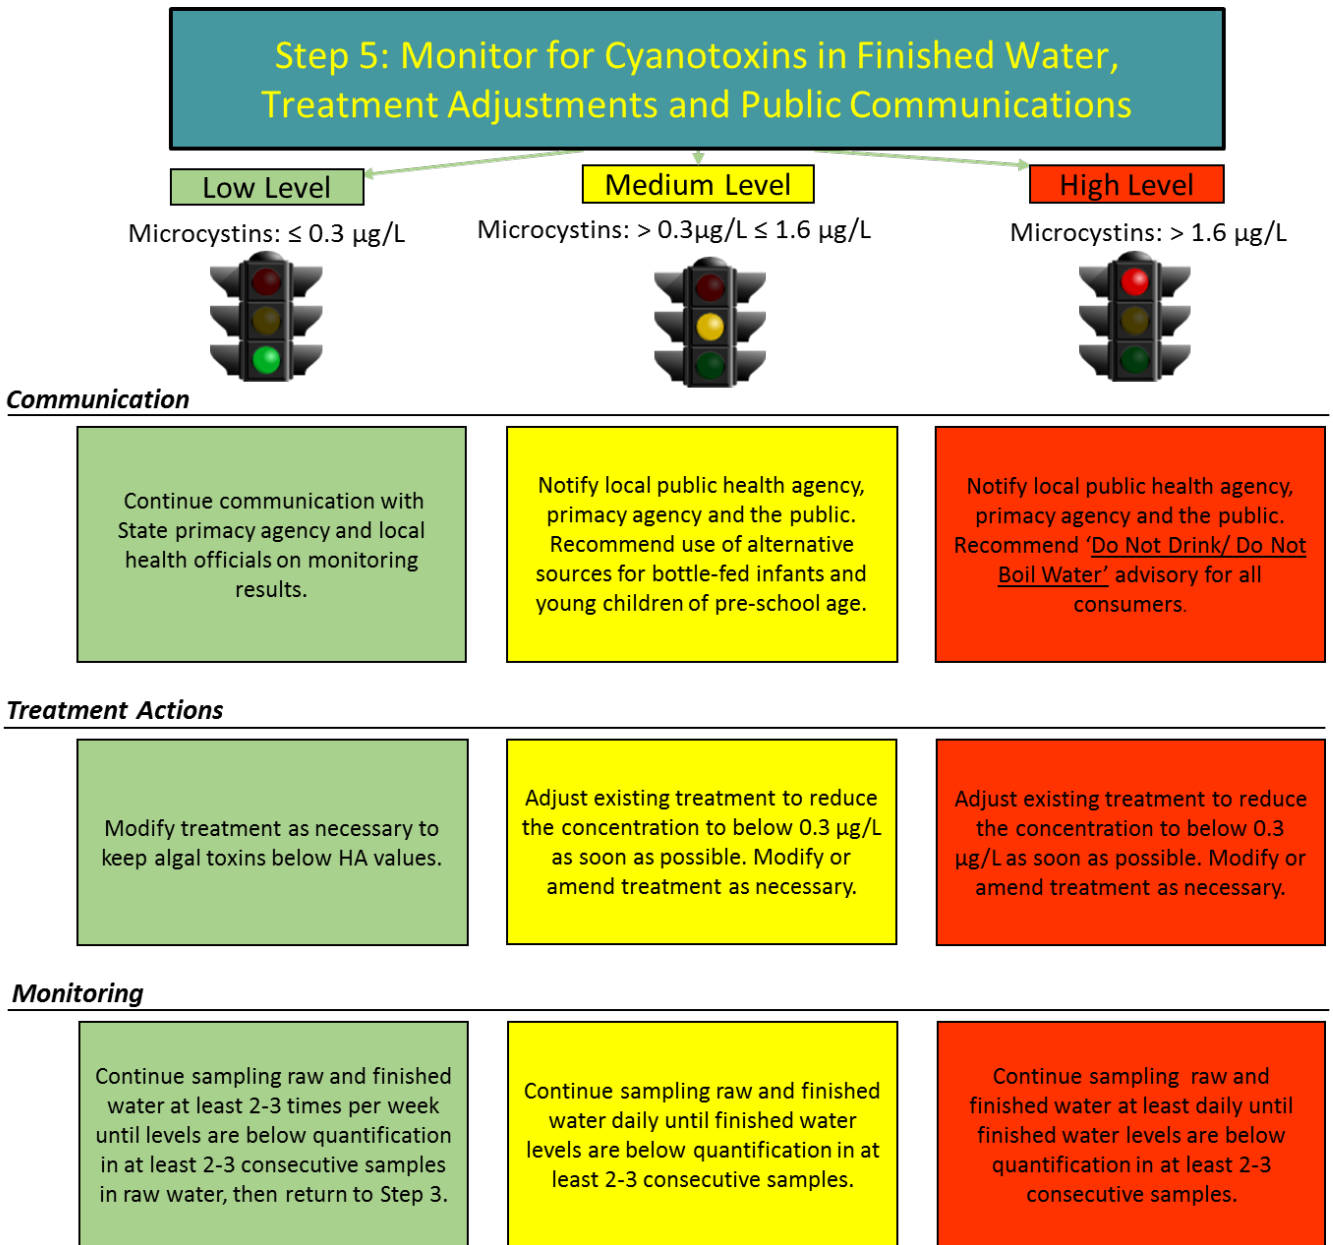 Step 5: Monitor for Cyanotoxins in Finished Water,
Treatment Adjustments and Public Communications
Low Level
Medium Level
High Level
Microcystins: ≤ 0.3 µg/L
Microcystins: > 0.3µg/L ≤ 1.6 µg/L
Microcystins: > 1.6 µg/L
Communication
Continue communication with
State primacy agency and local
health officials on monitoring
results.
Notify local public health agency,
primacy agency and the public.
Recommend use of alternative
sources for bottle-fed infants and
young children of pre-school age.
Notify local public health agency,
primacy agency and the public.
Recommend ‘Do Not Drink/ Do Not
Boil Water’ advisory for all
consumers.
Treatment Actions
Modify treatment as necessary to
keep algal toxins below HA values.
Adjust existing treatment to reduce
the concentration to below 0.3 µg/L
as soon as possible. Modify or
amend treatment as necessary.
Adjust existing treatment to reduce
the concentration to below 0.3
µg/L as soon as possible. Modify or
amend treatment as necessary.
Monitoring
Continue sampling raw and finished
water at least 2-3 times per week
until levels are below quantification
in at least 2-3 consecutive samples
in raw water, then return to Step 3.
Continue sampling raw and finished
water daily until finished water
levels are below quantification in at
least 2-3 consecutive samples.
Continue sampling raw and
finished water at least daily until
finished water levels are below
quantification in at least 2-3
consecutive samples.